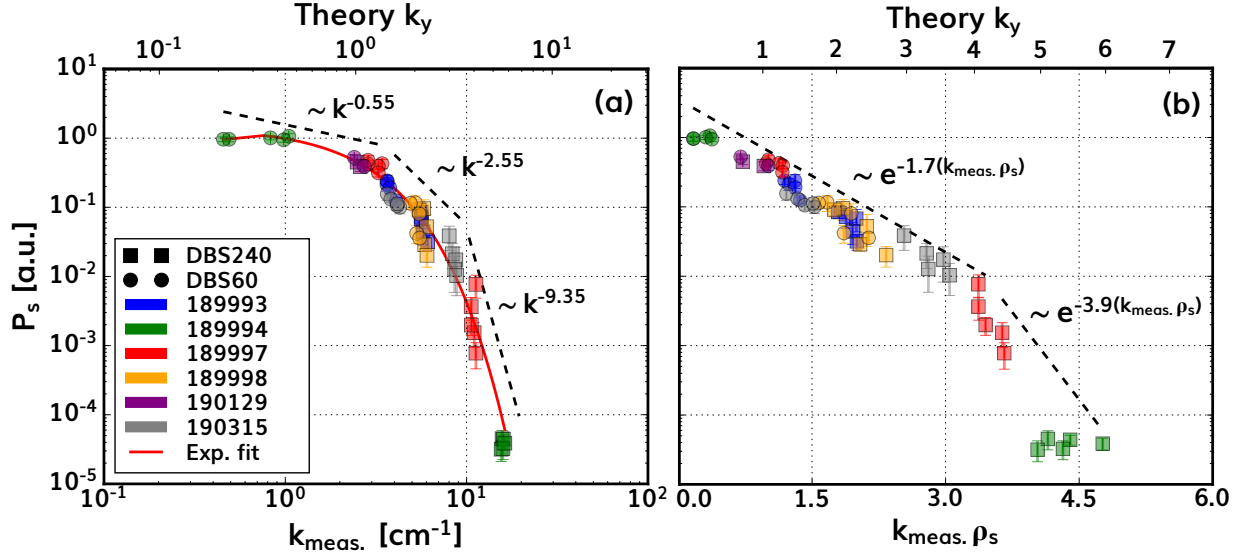 Theory k_y
10^-1 10^0 10^1
P_s [a.u.]
10^1
10^0
10^-1
10^-2
10^-3
10^-4
10^-5
(a)
~ k^-0.55
~ k^-2.55
~ k^-9.35
DBS240
DBS60
189993
189994
189997
189998
190129
190315
Exp. fit
10^-1 10^0 10^1 10^2
k_meas. [cm^-1]
Theory k_y
1 2 3 4 5 6 7
(b)
~ e^-1.7(k_meas. ρ_s)
~ e^-3.9(k_meas. ρ_s)
0.0 1.5 3.0 4.5 6.0
k_meas. ρ_s